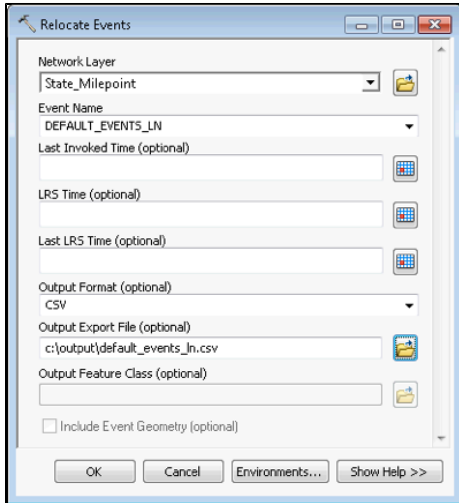 Relocate Events
Network Layer
State_Milepoint
Event Name
DEFAULT_EVENTS_LN
Last Invoked Time (optional)
LRS Time (optional)
Last LRS Time (optional)
Output Format (optional)
CSV
Output Export File (optional)
c:\output\default_events_ln.csv
Output Feature Class (optional)
Include Event Geometry (optional)
OK Cancel Environments... Show Help >>